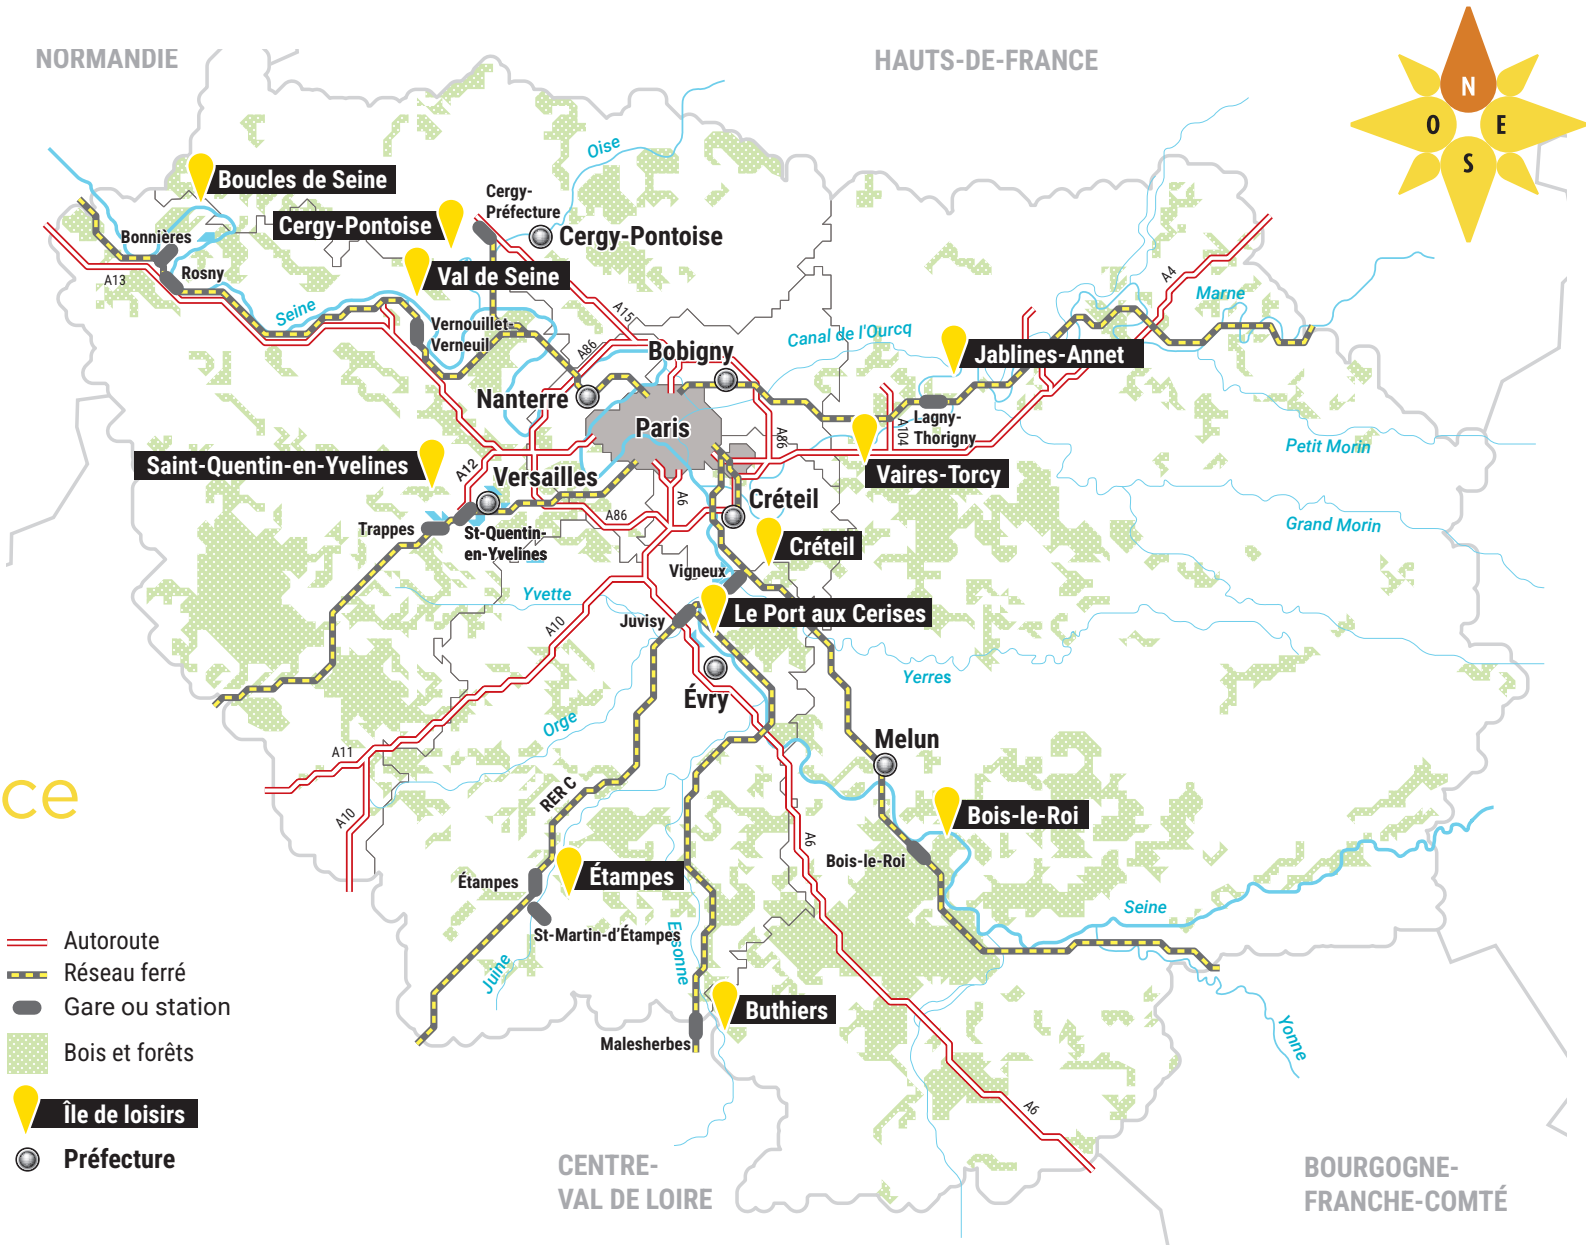 NORMANDIE
HAUTS-DE-FRANCE
N
O
E
S
Oise
Boucles de Seine
Cergy-
Préfecture
Cergy-Pontoise
Cergy-Pontoise
Bonnières
Rosny
A13
Val de Seine
A4
Marne
Seine
A15
Vernouillet-
Verneuil
Canal de l'Ourcq
A86
Bobigny
Jablines-Annet
Nanterre
Paris
A86
A104
Lagny-
Thorigny
Petit Morin
Saint-Quentin-en-Yvelines
A12
Versailles
Vaires-Torcy
A6
Créteil
A86
Trappes
St-Quentin-
en-Yvelines
Grand Morin
Créteil
Vigneux
Yvette
Le Port aux Cerises
Juvisy
A10
Yerres
Évry
Orge
Melun
A11
ce
RER C
A10
Bois-le-Roi
A6
Bois-le-Roi
Étampes
Étampes
Seine
St-Martin-d'Étampes
Essonne
Juine
Autoroute
Réseau ferré
Gare ou station
Bois et forêts
Île de loisirs
Préfecture
Buthiers
Malesherbes
Yonne
A6
CENTRE-
VAL DE LOIRE
BOURGOGNE-
FRANCHE-COMTÉ